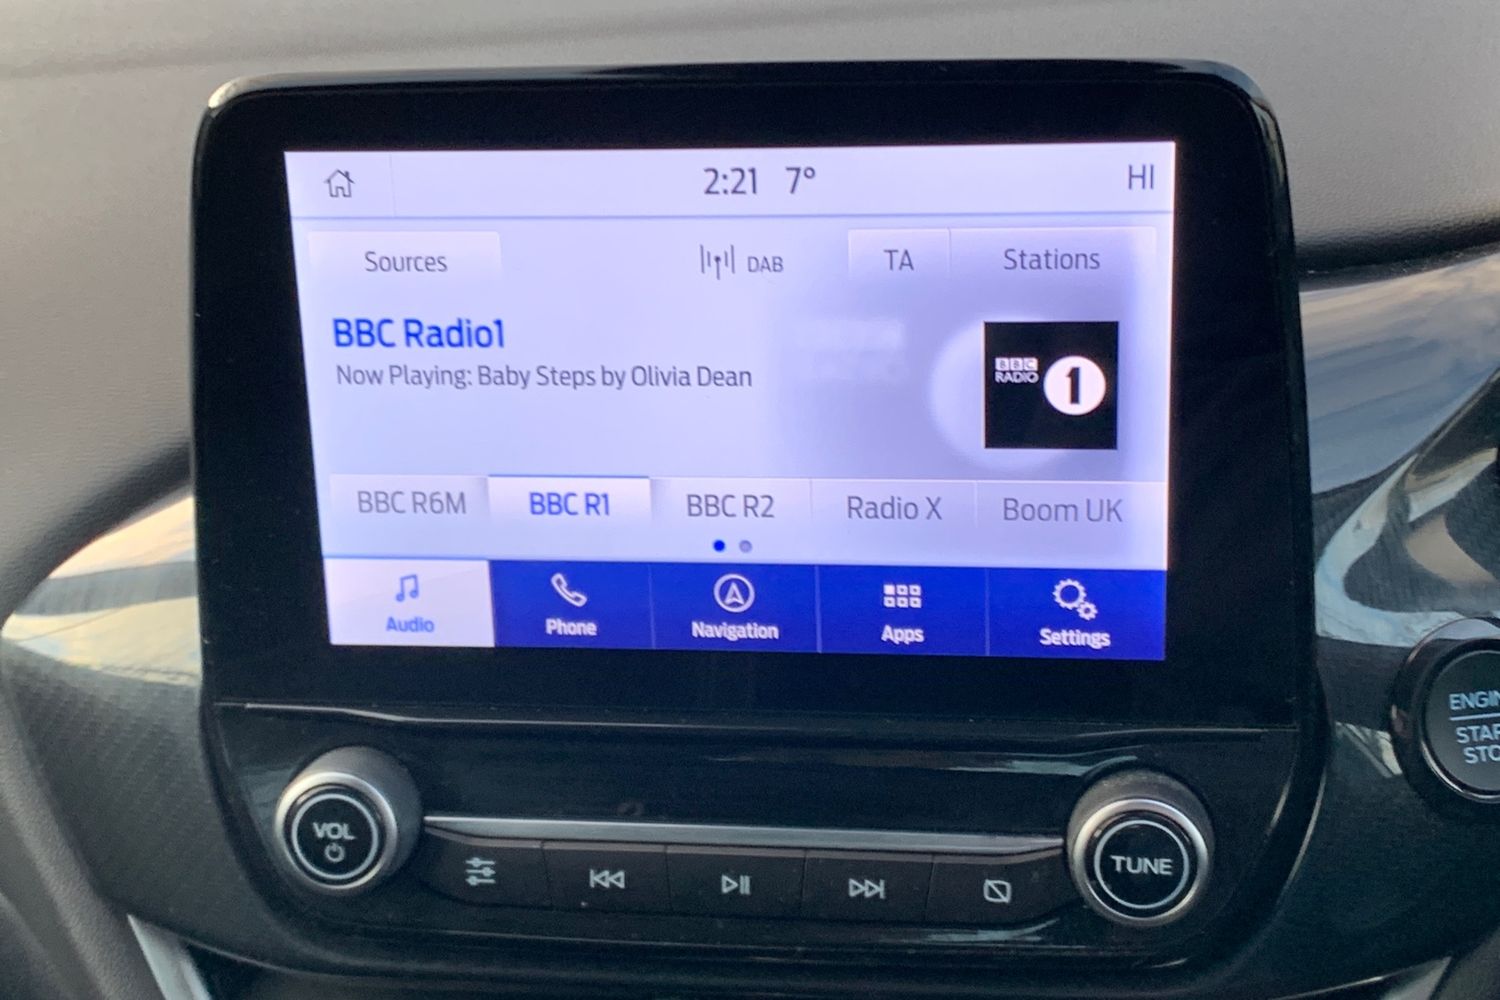 2:21 7° HI
Sources DAB TA Stations
BBC Radio1
Now Playing: Baby Steps by Olivia Dean
BBC RADIO 1
BBC R6M BBC R1 BBC R2 Radio X Boom UK
Audio Phone Navigation Apps Settings
VOL
TUNE